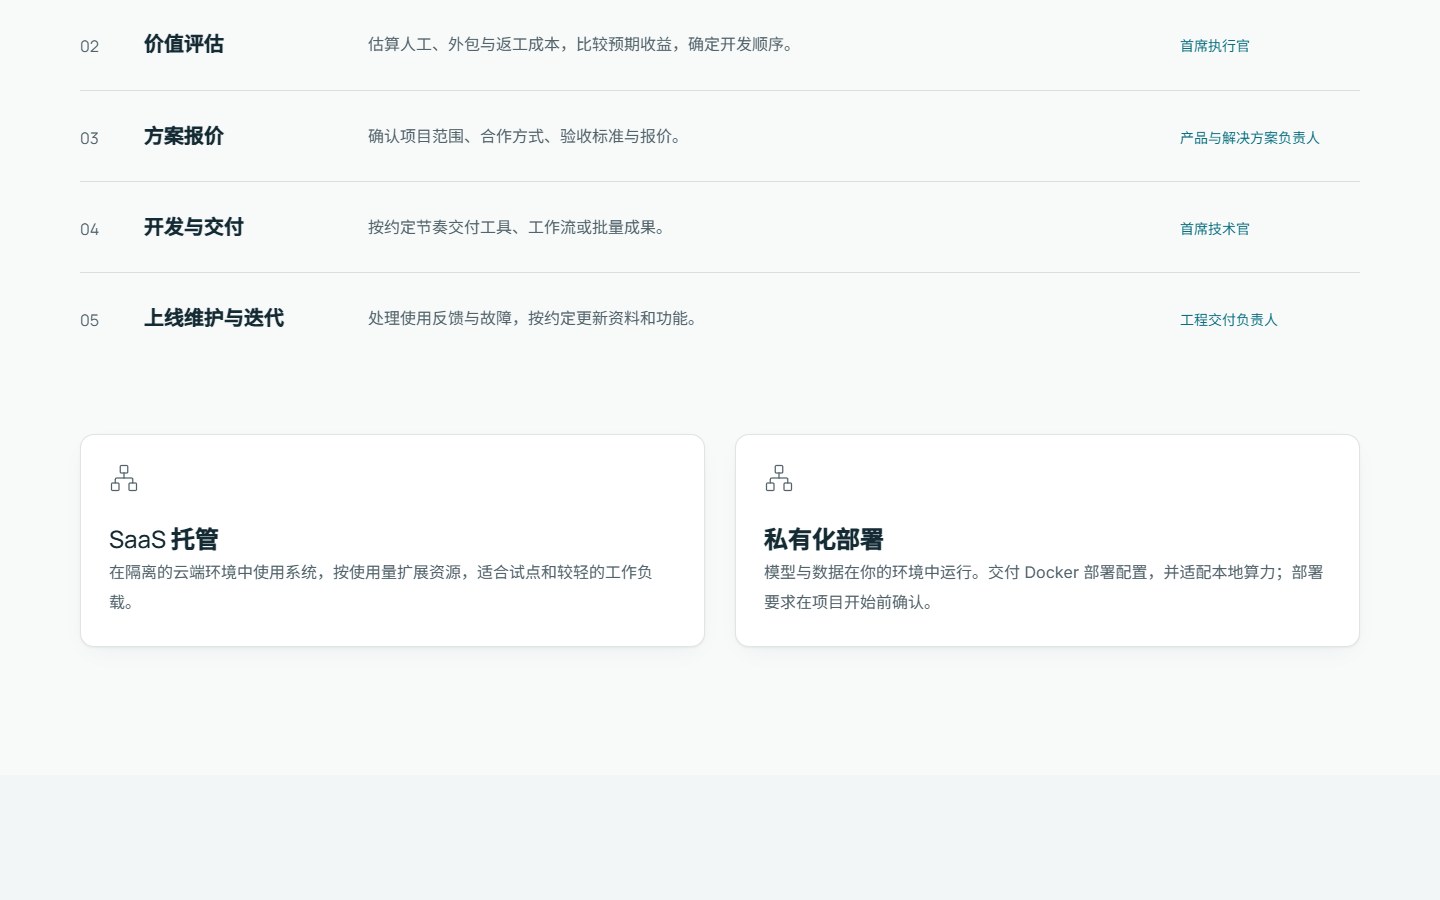 02 价值评估 估算人工、外包与返工成本，比较预期收益，确定开发顺序。 首席执行官
03 方案报价 确认项目范围、合作方式、验收标准与报价。 产品与解决方案负责人
04 开发与交付 按约定节奏交付工具、工作流或批量成果。 首席技术官
05 上线维护与迭代 处理使用反馈与故障，按约定更新资料和功能。 工程交付负责人
SaaS 托管
在隔离的云端环境中使用系统，按使用量扩展资源，适合试点和较轻的工作负
载。
私有化部署
模型与数据在你的环境中运行。交付 Docker 部署配置，并适配本地算力；部署
要求在项目开始前确认。